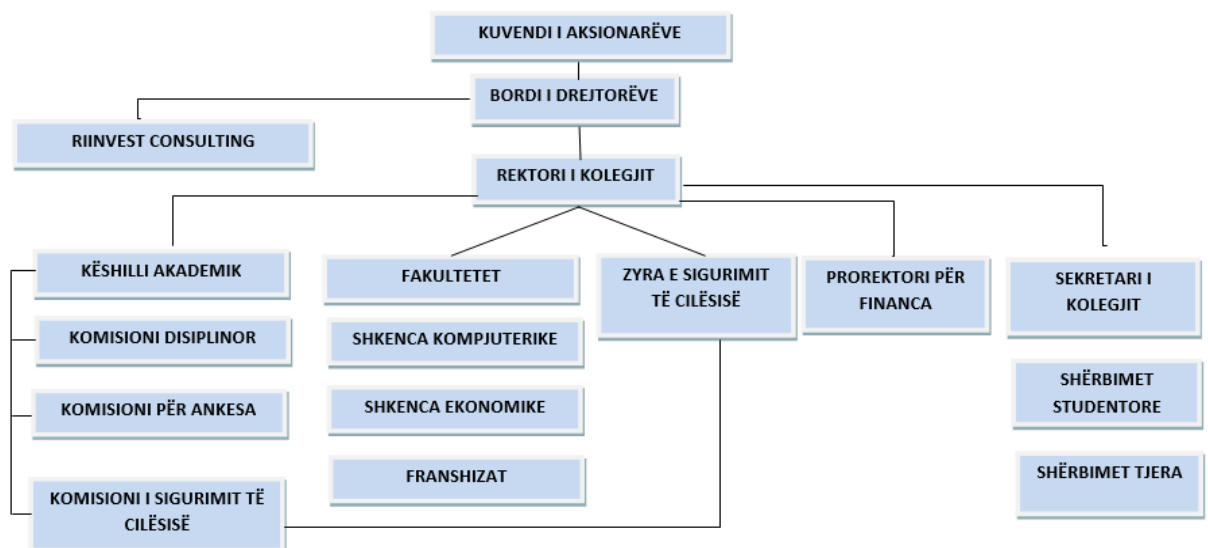 KUVENDI I AKSIONARËVE
BORDI I DREJTORËVE
RIINVEST CONSULTING
REKTORI I KOLEGJIT
KËSHILLI AKADEMIK
KOMISIONI DISIPLINOR
KOMISIONI PËR ANKESA
KOMISIONI I SIGURIMIT TË
CILËSISË
FAKULTETET
SHKENCA KOMPJUTERIKE
SHKENCA EKONOMIKE
FRANSHIZAT
ZYRA E SIGURIMIT
TË CILËSISË
PROREKTORI PËR
FINANCA
SEKRETARI I
KOLEGJIT
SHËRBIMET
STUDENTORE
SHËRBIMET TJERA